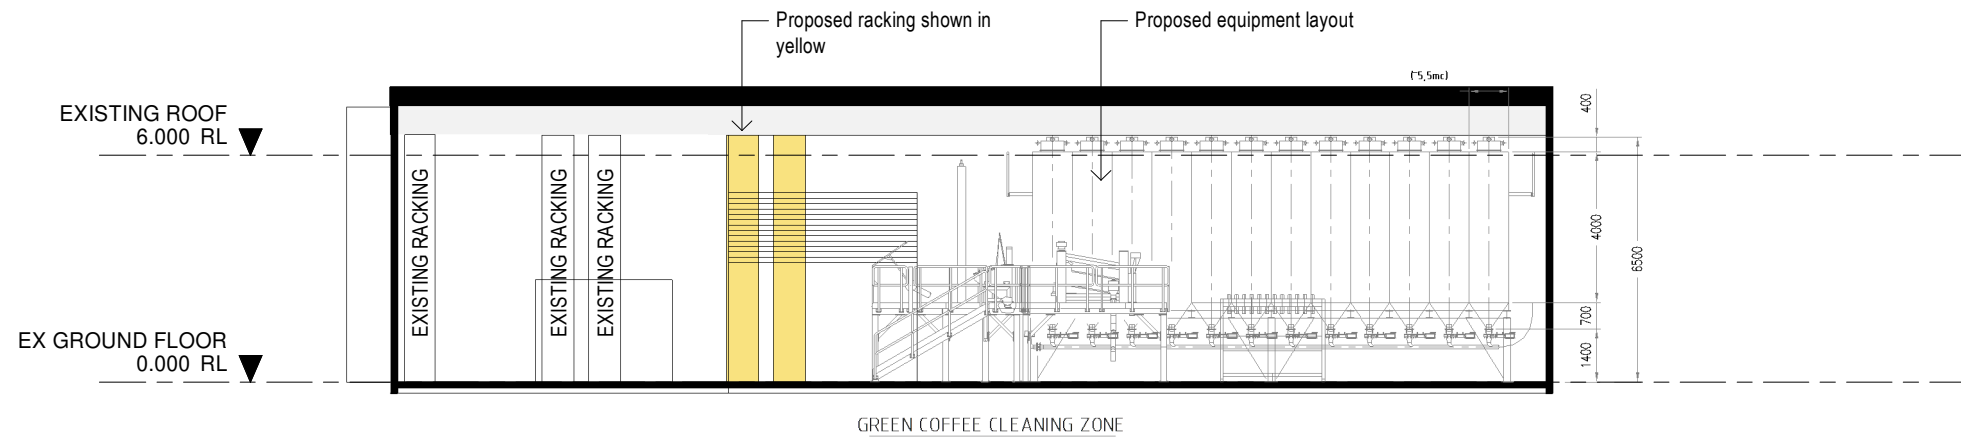 Proposed racking shown in
yellow
Proposed equipment layout
(~5,5mc)
EXISTING ROOF
6.000 RL
400
EXISTING RACKING
EXISTING RACKING
EXISTING RACKING
4000
6500
700
1400
EX GROUND FLOOR
0.000 RL
GREEN COFFEE CLEANING ZONE